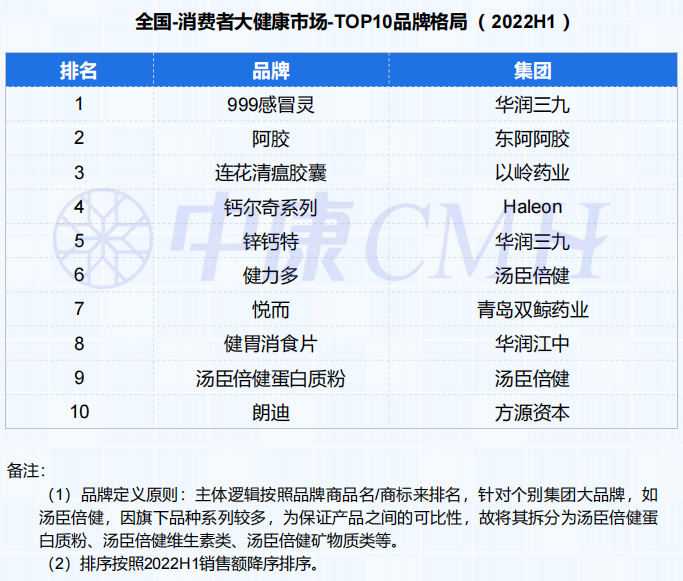 全国-消费者大健康市场-TOP10品牌格局（2022H1）
排名 品牌 集团
1 999感冒灵 华润三九
2 阿胶 东阿阿胶
3 连花清瘟胶囊 以岭药业
4 钙尔奇系列 Haleon
5 锌钙特 华润三九
6 健力多 汤臣倍健
7 悦而 青岛双鲸药业
8 健胃消食片 华润江中
9 汤臣倍健蛋白质粉 汤臣倍健
10 朗迪 方源资本
中康CMH
备注：
（1）品牌定义原则：主体逻辑按照品牌商品名/商标来排名，针对个别集团大品牌，如
汤臣倍健，因旗下品种系列较多，为保证产品之间的可比性，故将其拆分为汤臣倍健蛋
白质粉、汤臣倍健维生素类、汤臣倍健矿物质类等。
（2）排序按照2022H1销售额降序排序。